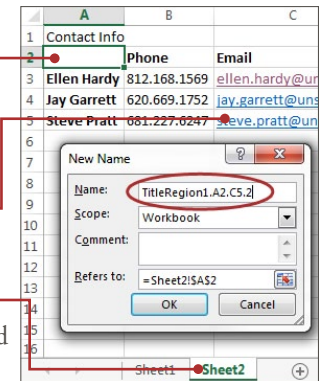 A B C
1 Contact Info
2 Phone Email
3 Ellen Hardy 812.168.1569 ellen.hardy@un
4 Jay Garrett 620.669.1752 jay.garrett@uns
5 Steve Pratt 681.227.6247 steve.pratt@un
6
7
8
9
10
11
12
13
14
15
16
New Name
Name: TitleRegion1.A2.C5.2
Scope: Workbook
Comment:
Refers to: =Sheet2!$A$2
OK Cancel
d
Sheet1 Sheet2